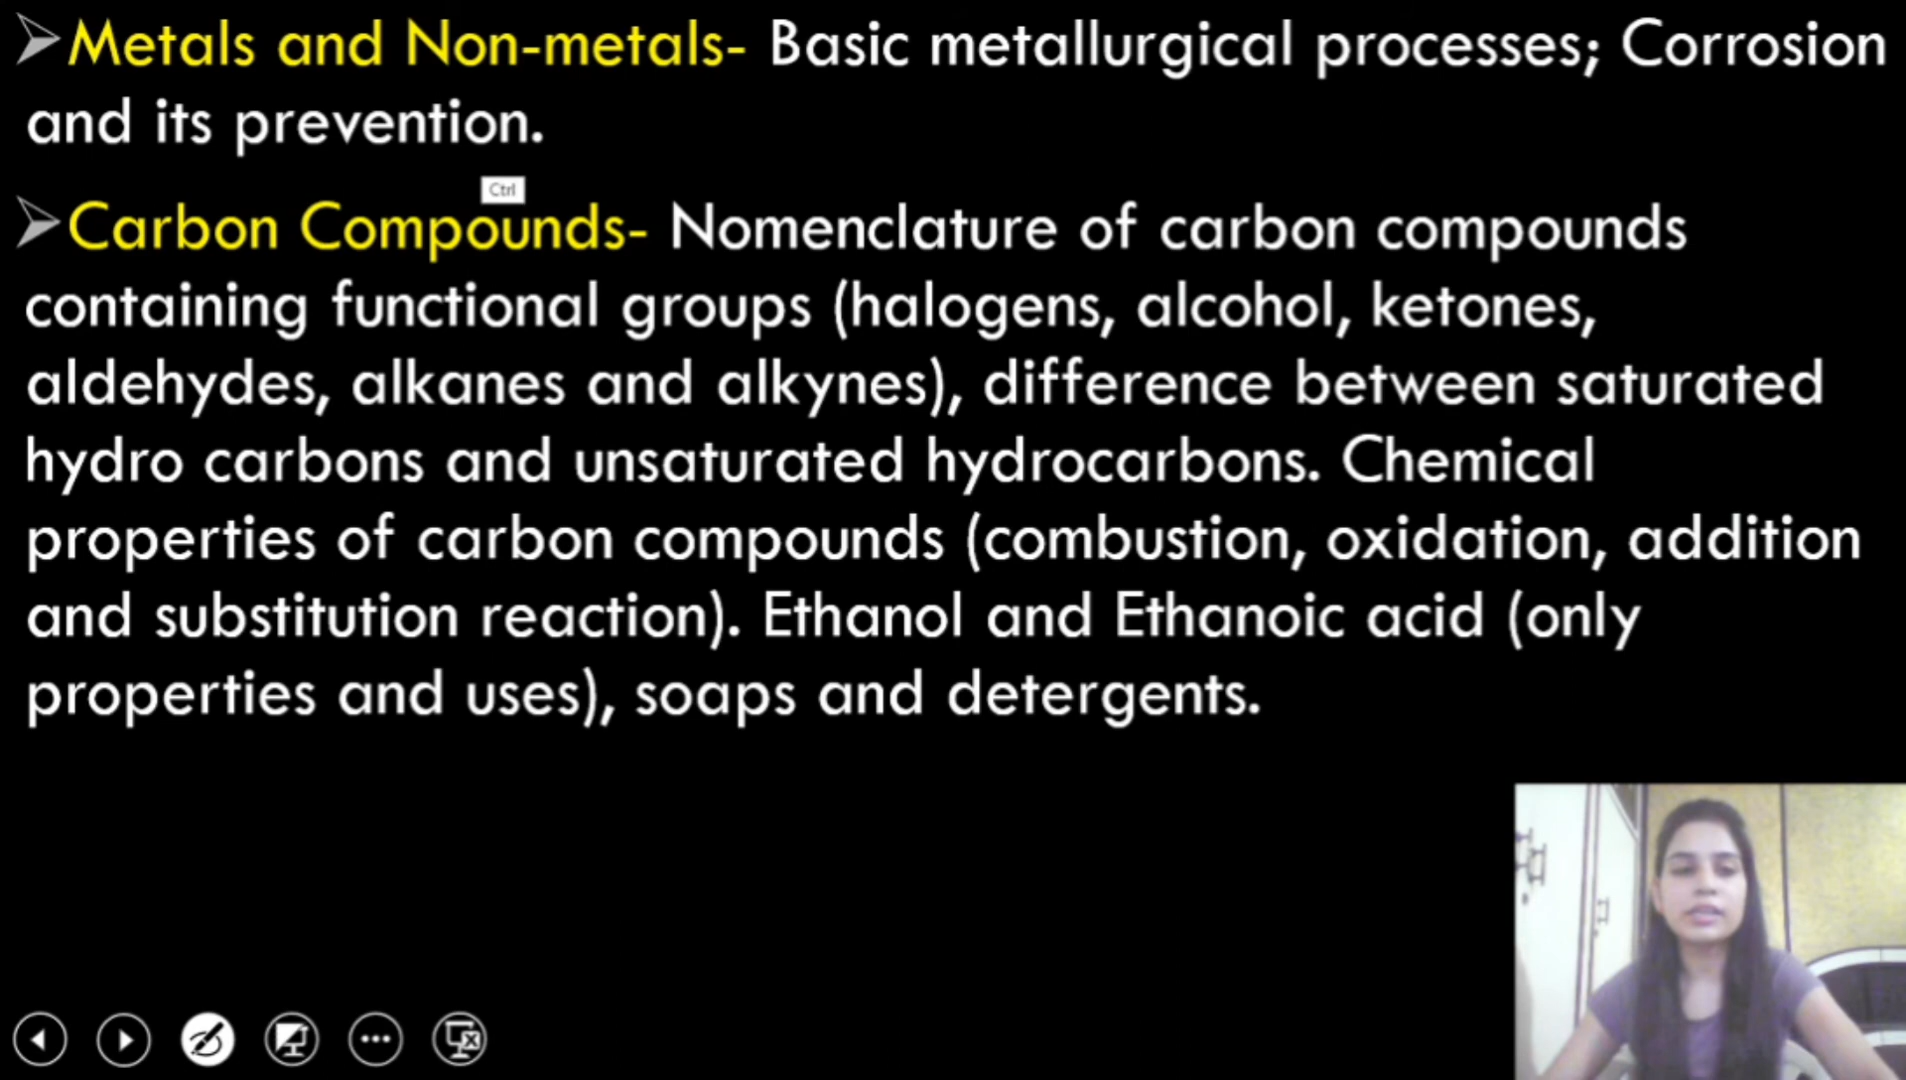 Metals and Non-metals- Basic metallurgical processes; Corrosion
and its prevention.
Ctrl
Carbon Compounds- Nomenclature of carbon compounds
containing functional groups (halogens, alcohol, ketones,
aldehydes, alkanes and alkynes), difference between saturated
hydro carbons and unsaturated hydrocarbons. Chemical
properties of carbon compounds (combustion, oxidation, addition
and substitution reaction). Ethanol and Ethanoic acid (only
properties and uses), soaps and detergents.